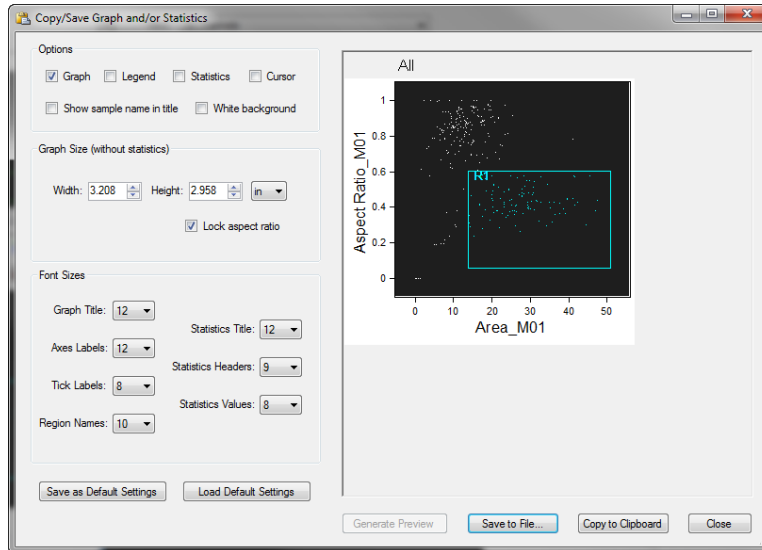 Copy/Save Graph and/or Statistics
Options
Graph Legend Statistics Cursor
Show sample name in title White background
Graph Size (without statistics)
Width: 3.208 Height: 2.958 in
Lock aspect ratio
Font Sizes
Graph Title: 12
Statistics Title: 12
Axes Labels: 12
Statistics Headers: 9
Tick Labels: 8
Statistics Values: 8
Region Names: 10
Save as Default Settings Load Default Settings
All
Aspect Ratio_M01
1
0.8
0.6
0.4
0.2
0
R1
0 10 20 30 40 50
Area_M01
Generate Preview Save to File... Copy to Clipboard Close